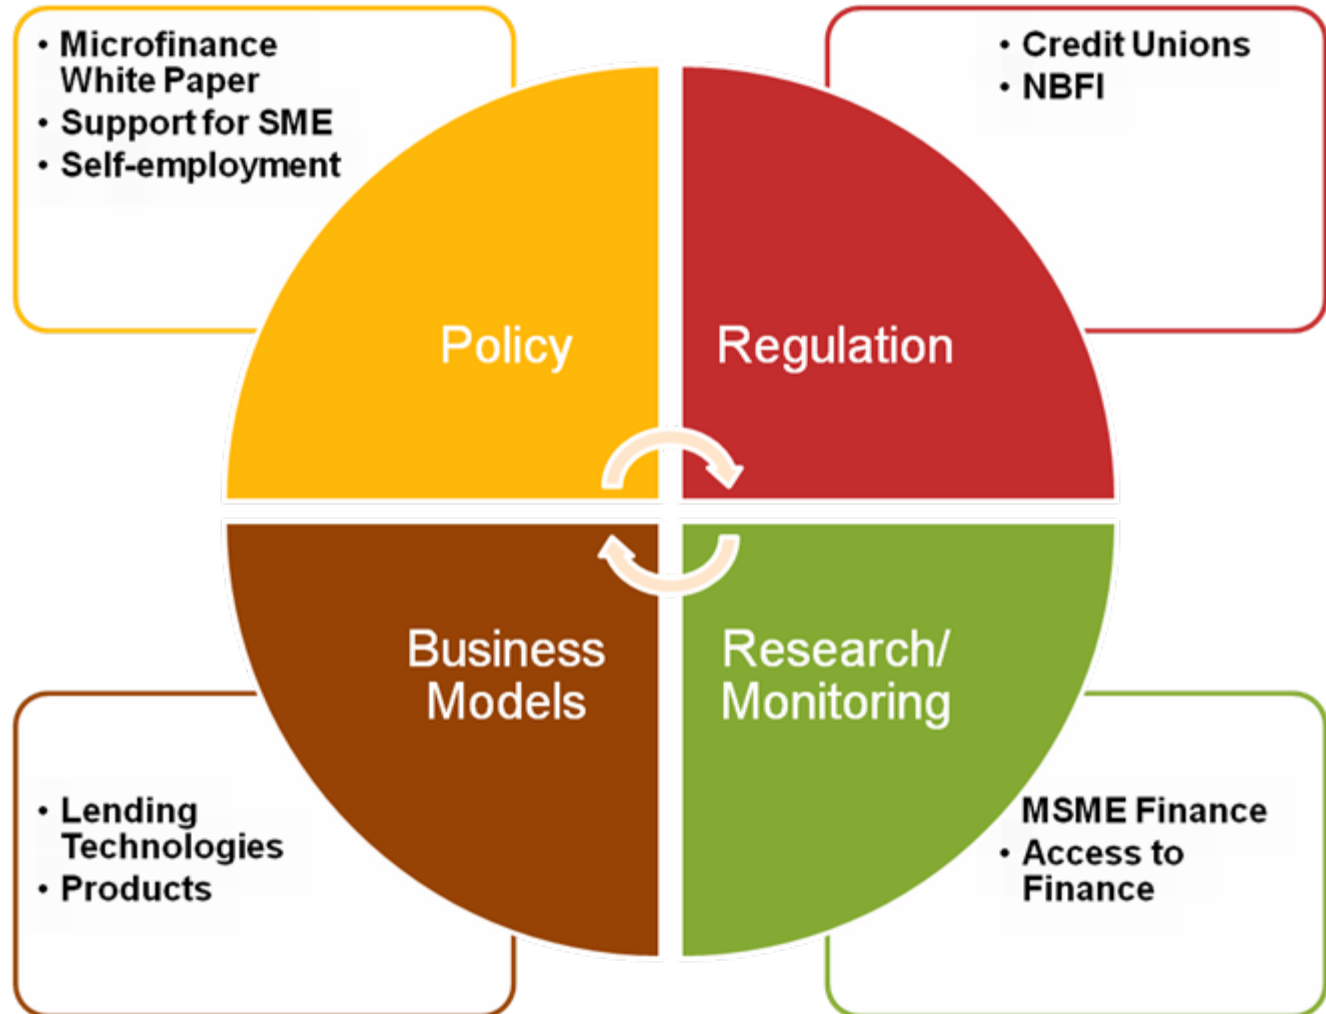 • Microfinance
White Paper
• Support for SME
• Self-employment
• Credit Unions
• NBFI
Policy
Regulation
Business
Models
Research/
Monitoring
• Lending
Technologies
• Products
MSME Finance
• Access to
Finance